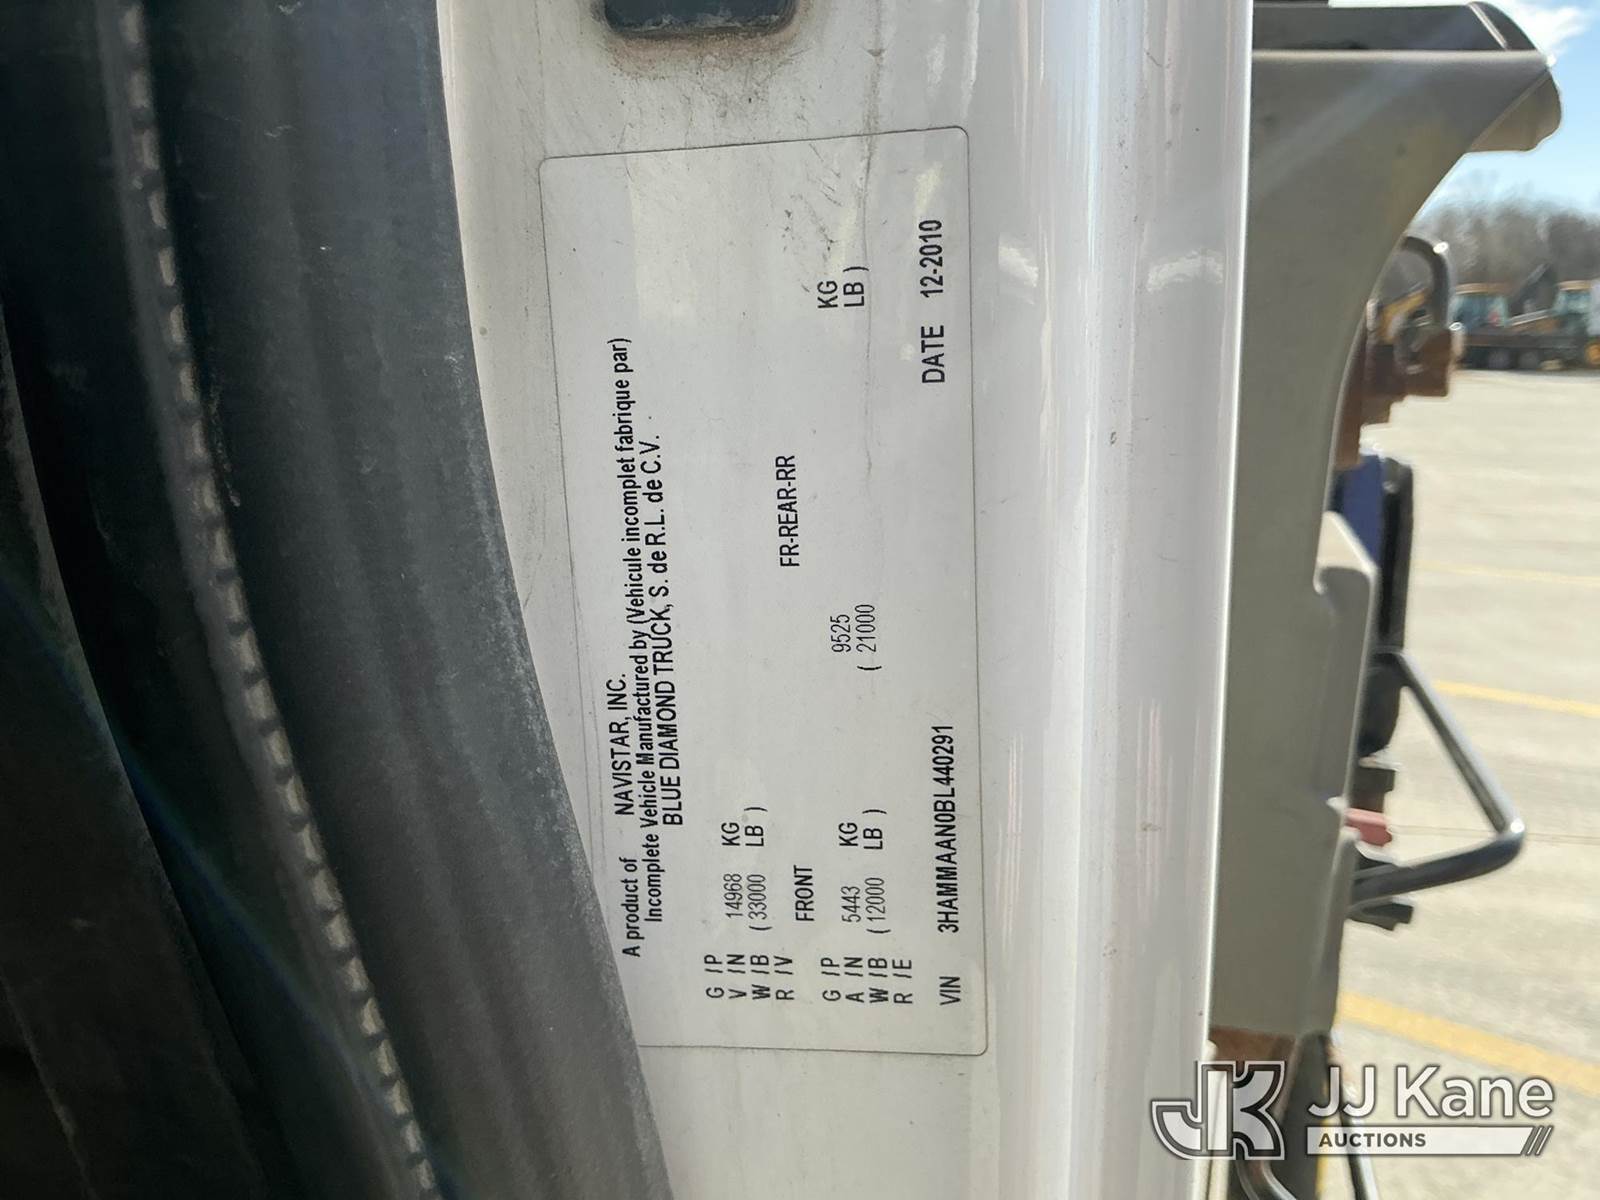 A product of NAVISTAR, INC.
Incomplete Vehicle Manufactured by (Vehicule incomplet fabrique par)
BLUE DIAMOND TRUCK, S. de R.L. de C.V.
G /P
V /N 14968 KG
W /B ( 33000 LB )
R /V
FRONT FR-REAR-RR
G /P
A /N 5443 KG 9525 KG
W /B ( 12000 LB ) ( 21000 LB )
R /E
VIN 3HAMMAAN0BL440291 DATE 12-2010
JK JJ Kane
AUCTIONS